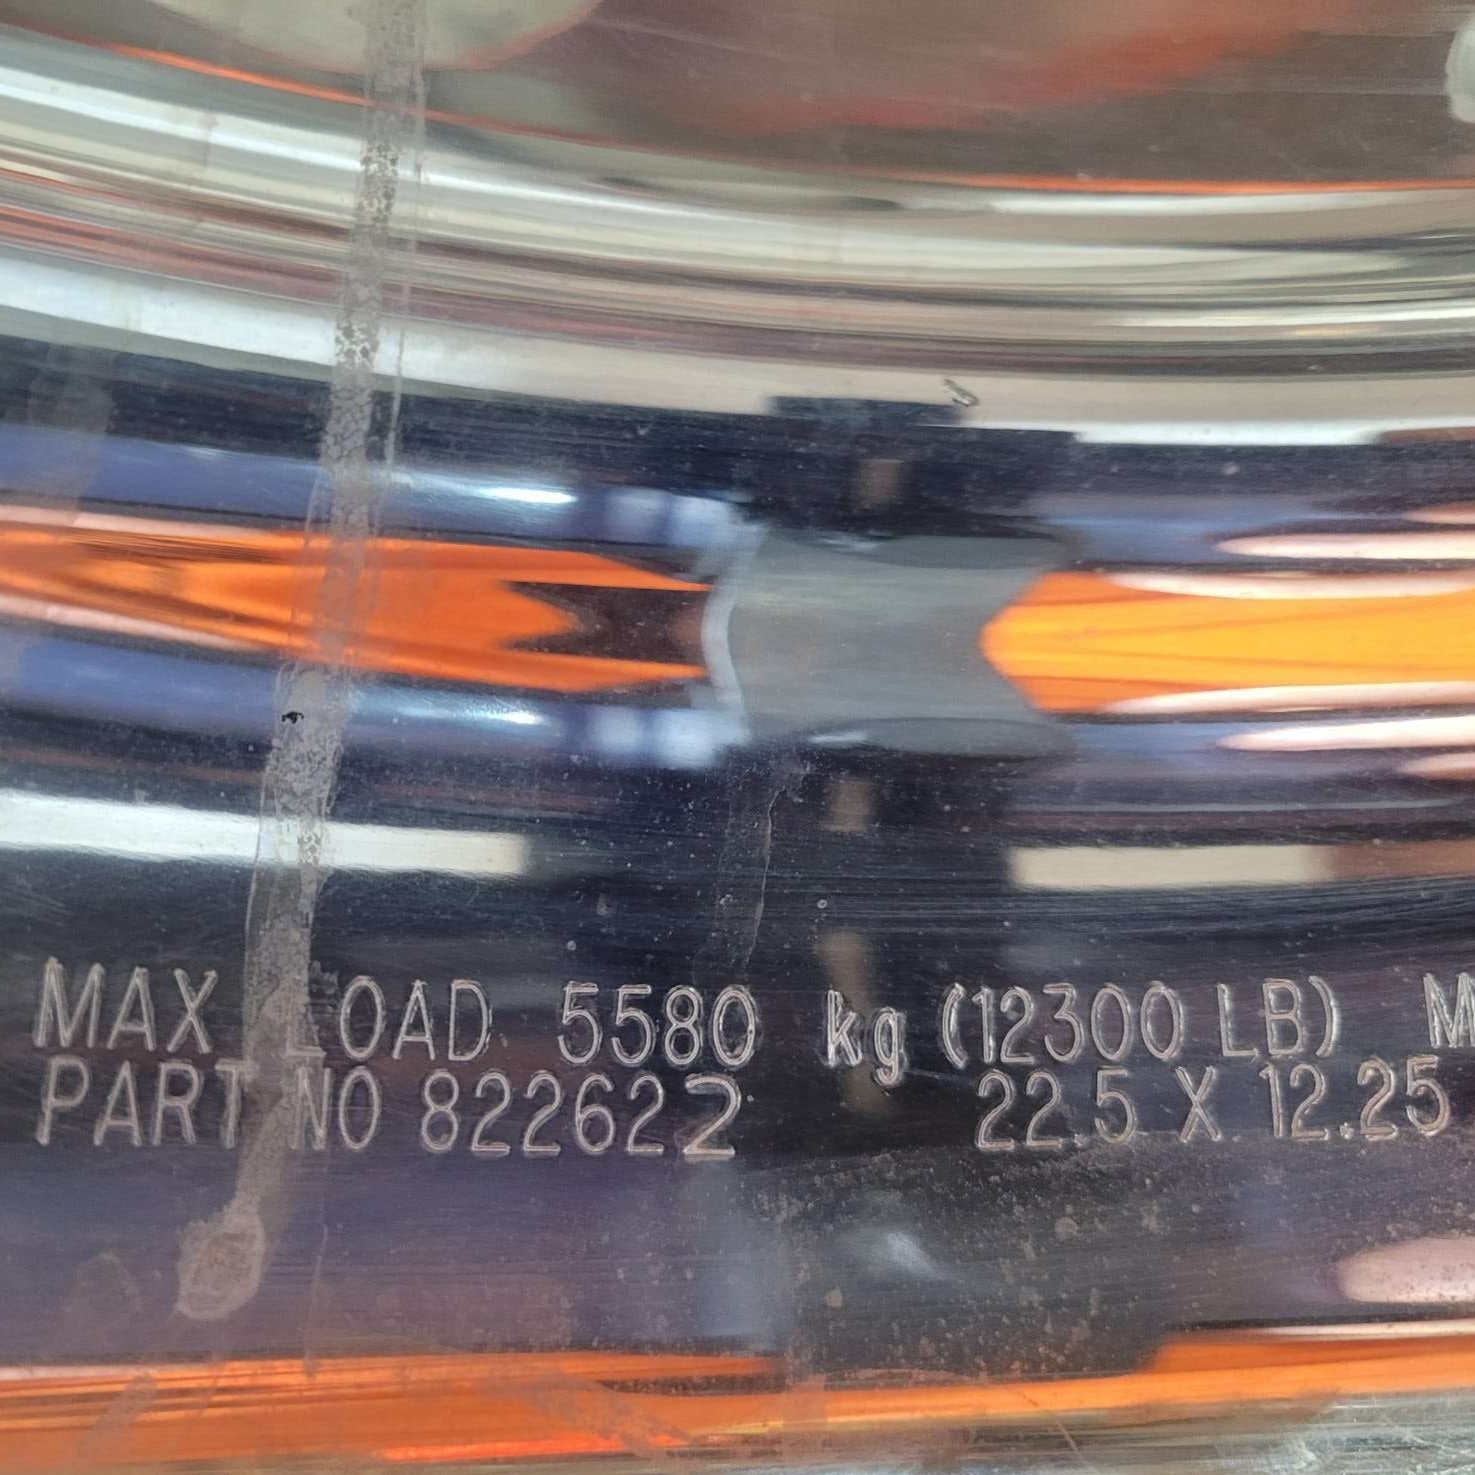 MAX LOAD 5580 kg (12300 LB) M
PART NO 822622 22.5 X 12.25